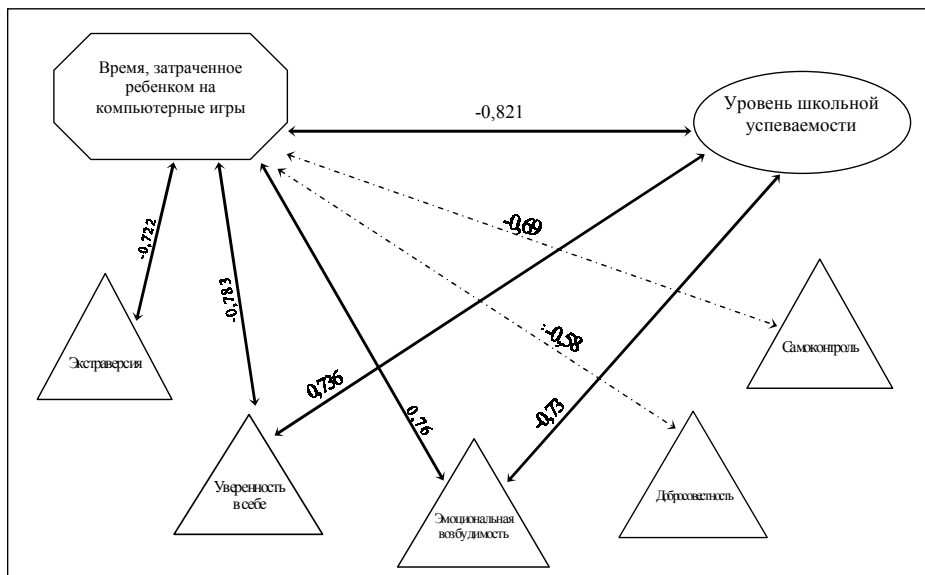 Время, затраченное
ребенком на
компьютерные игры
Уровень школьной
успеваемости
-0,821
-0,722
-0,783
-0,69
:-0,58
0,736
0,76
-0,73
Экстраверсия
Самоконтроль
Уверенность
в себе
Эмоциональная
возбудимость
Добросовестность